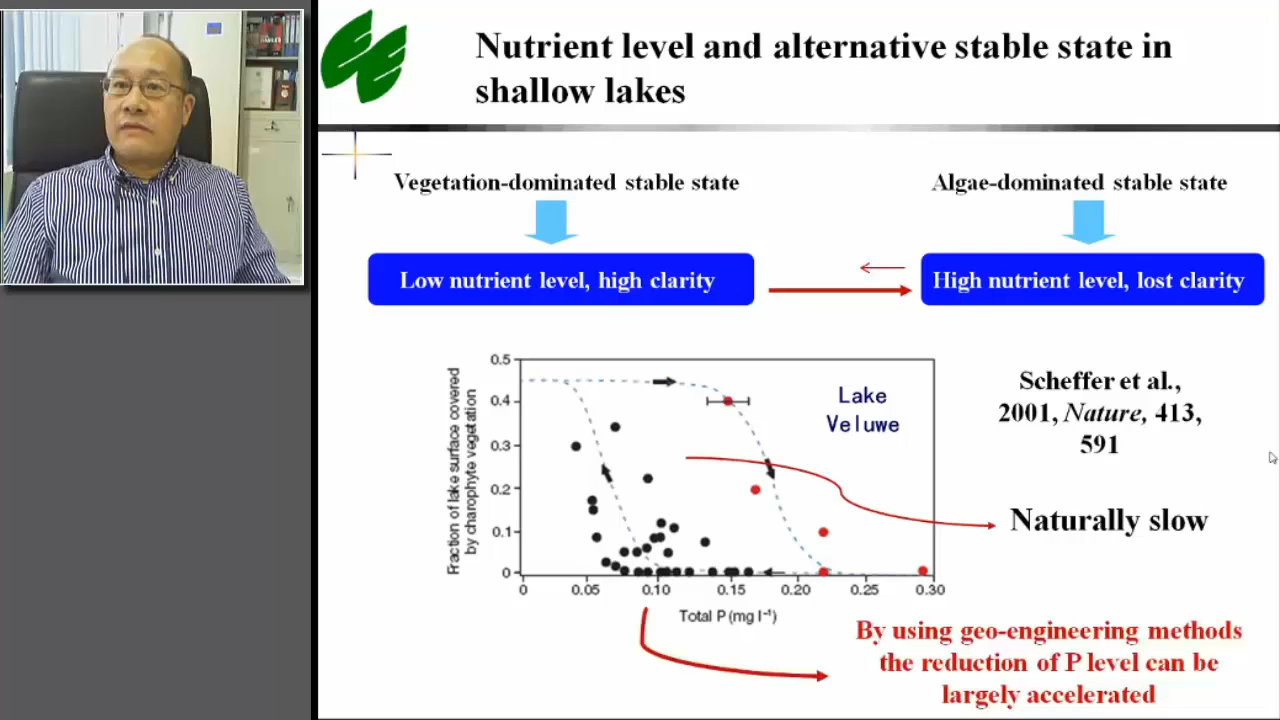 Nutrient level and alternative stable state in
shallow lakes
Vegetation-dominated stable state
Algae-dominated stable state
Low nutrient level, high clarity
High nutrient level, lost clarity
Fraction of lake surface covered
by charophyte vegetation
0.5
0.4
0.3
0.2
0.1
0
0
0.05
0.10
0.15
0.20
0.25
0.30
Total P (mg l⁻¹)
Lake
Veluwe
Scheffer et al.,
2001, Nature, 413,
591
Naturally slow
By using geo-engineering methods
the reduction of P level can be
largely accelerated